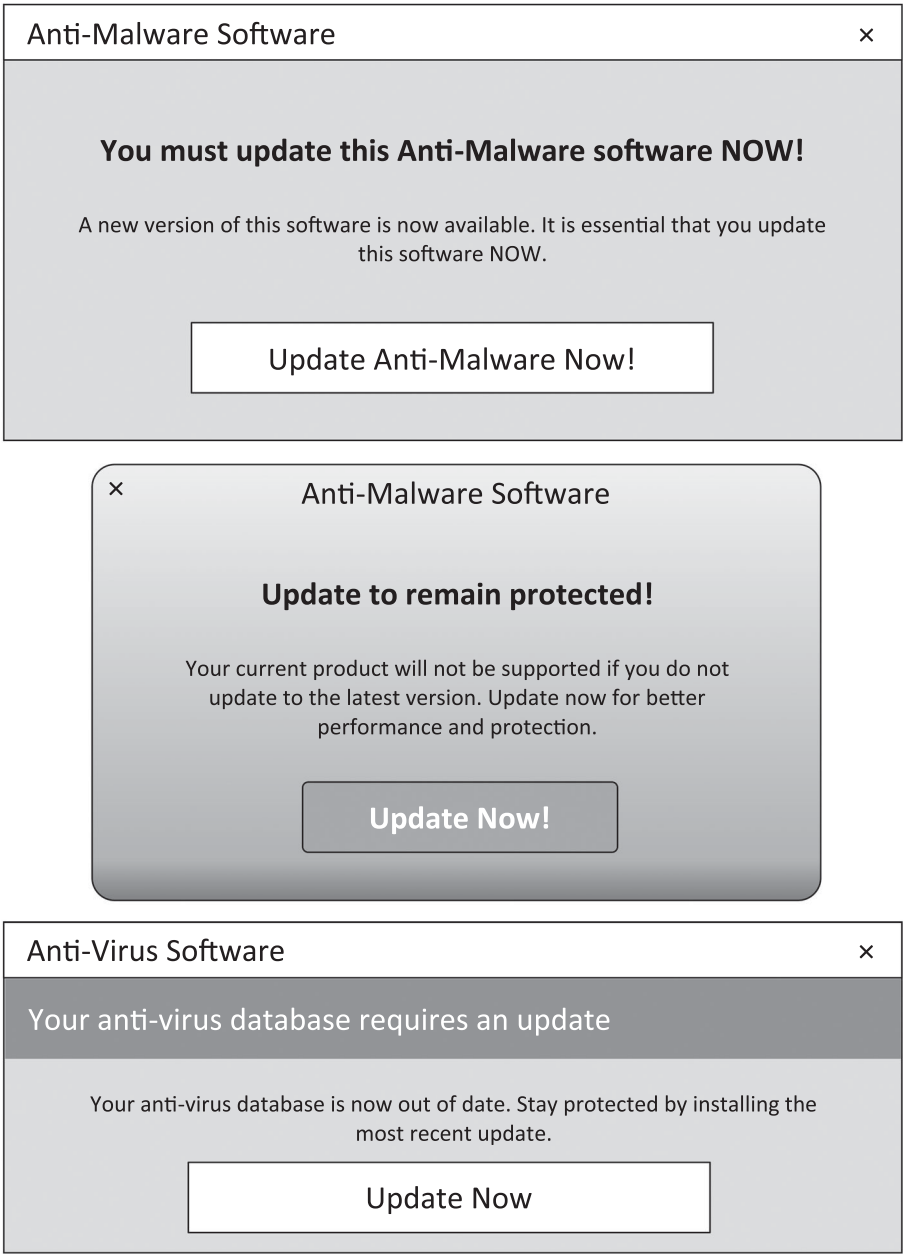 Anti-Malware Software ×
You must update this Anti-Malware software NOW!
A new version of this software is now available. It is essential that you update
this software NOW.
Update Anti-Malware Now!
× Anti-Malware Software
Update to remain protected!
Your current product will not be supported if you do not
update to the latest version. Update now for better
performance and protection.
Update Now!
Anti-Virus Software ×
Your anti-virus database requires an update
Your anti-virus database is now out of date. Stay protected by installing the
most recent update.
Update Now